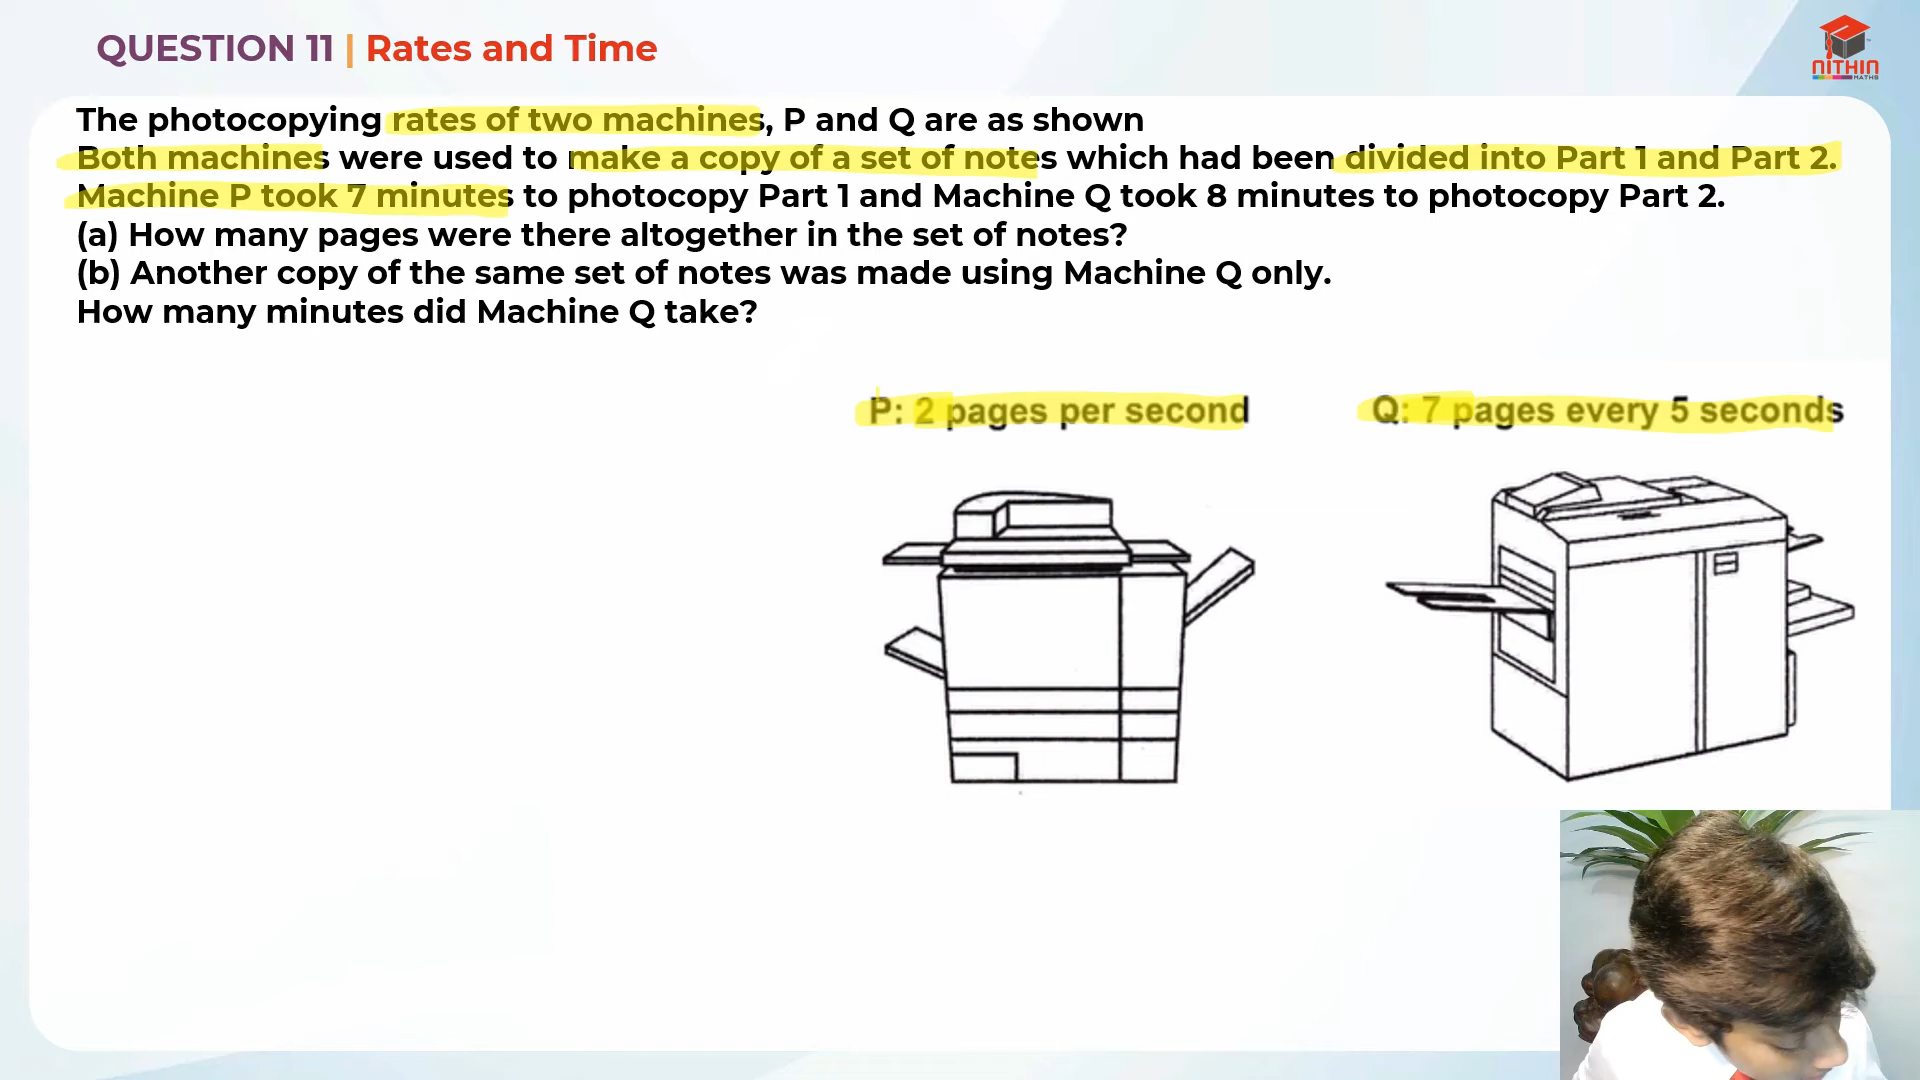 QUESTION 11 | Rates and Time
NITHIN
MATHS
The photocopying rates of two machines, P and Q are as shown
Both machines were used to make a copy of a set of notes which had been divided into Part 1 and Part 2.
Machine P took 7 minutes to photocopy Part 1 and Machine Q took 8 minutes to photocopy Part 2.
(a) How many pages were there altogether in the set of notes?
(b) Another copy of the same set of notes was made using Machine Q only.
How many minutes did Machine Q take?
P: 2 pages per second
Q: 7 pages every 5 seconds